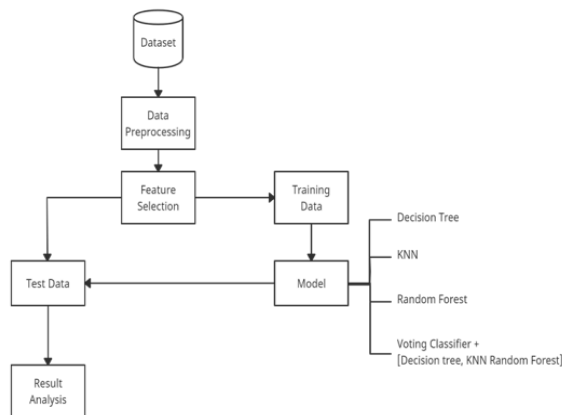 Dataset
Data
Preprocessing
Feature
Selection
Training
Data
Decision Tree
KNN
Test Data
Model
Random Forest
Voting Classifier +
[Decision tree, KNN Random Forest]
Result
Analysis